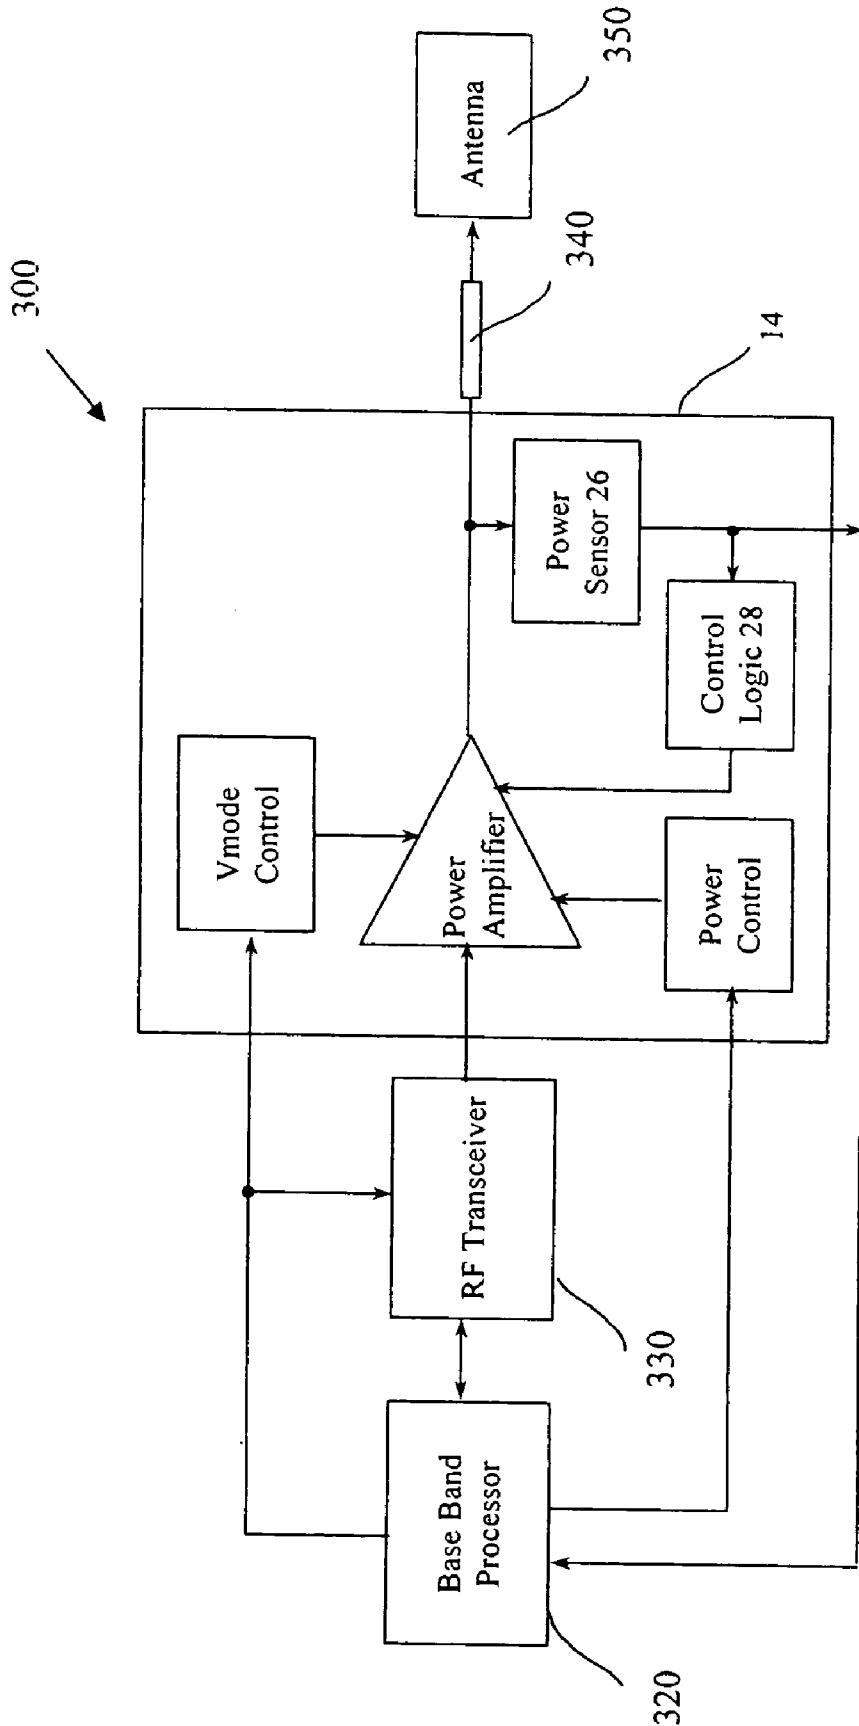 300
Vmode
Control
Base Band
Processor
RF Transceiver
Power
Amplifier
Antenna
Power
Sensor 26
Control
Logic 28
Power
Control
320
330
340
350
14